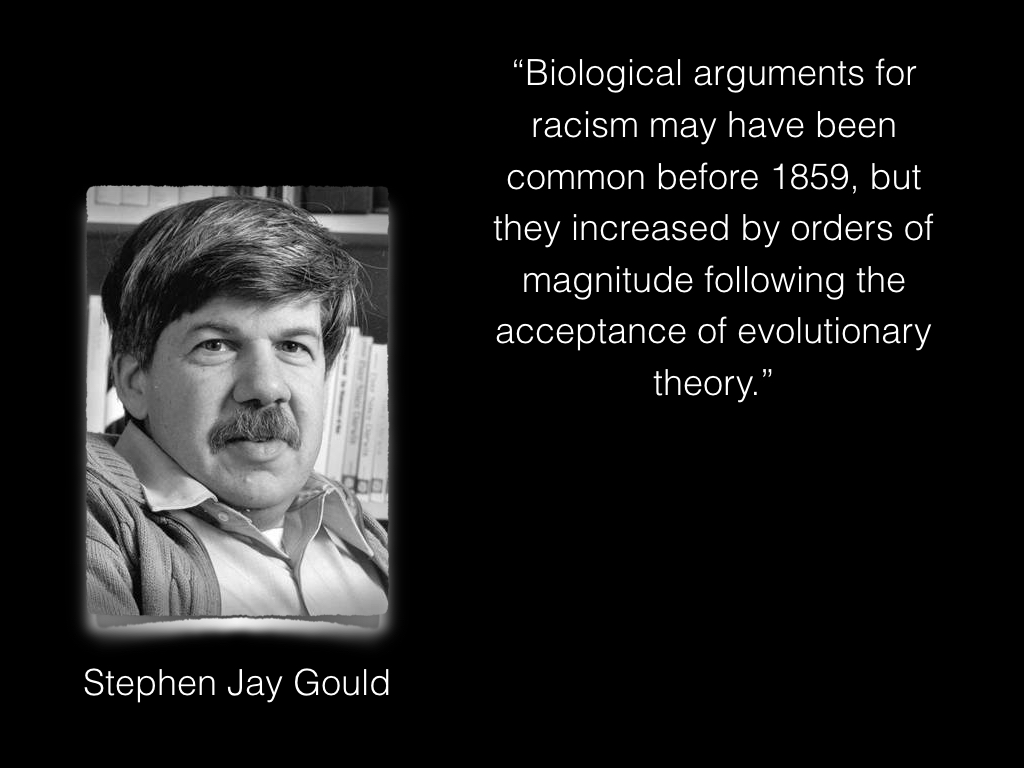 “Biological arguments for
racism may have been
common before 1859, but
they increased by orders of
magnitude following the
acceptance of evolutionary
theory.”
Stephen Jay Gould